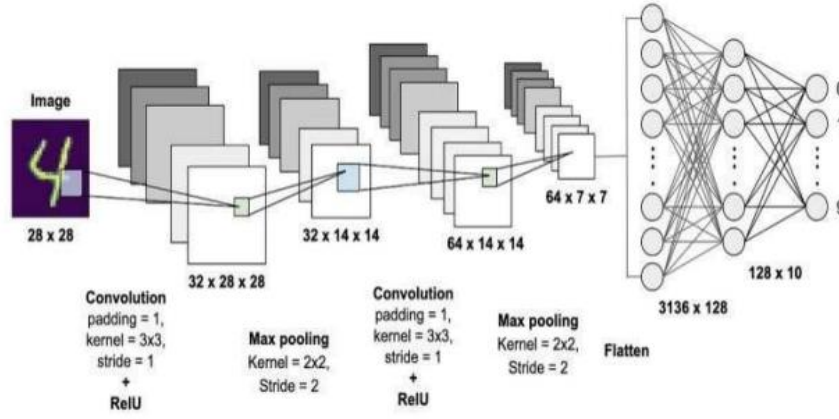 Image
28 x 28
32 x 28 x 28
32 x 14 x 14
64 x 14 x 14
64 x 7 x 7
3136 x 128
128 x 10
Convolution
padding = 1,
kernel = 3x3,
stride = 1
+
RelU
Max pooling
Kernel = 2x2,
Stride = 2
Convolution
padding = 1,
kernel = 3x3,
stride = 1
+
RelU
Max pooling
Kernel = 2x2,
Stride = 2
Flatten